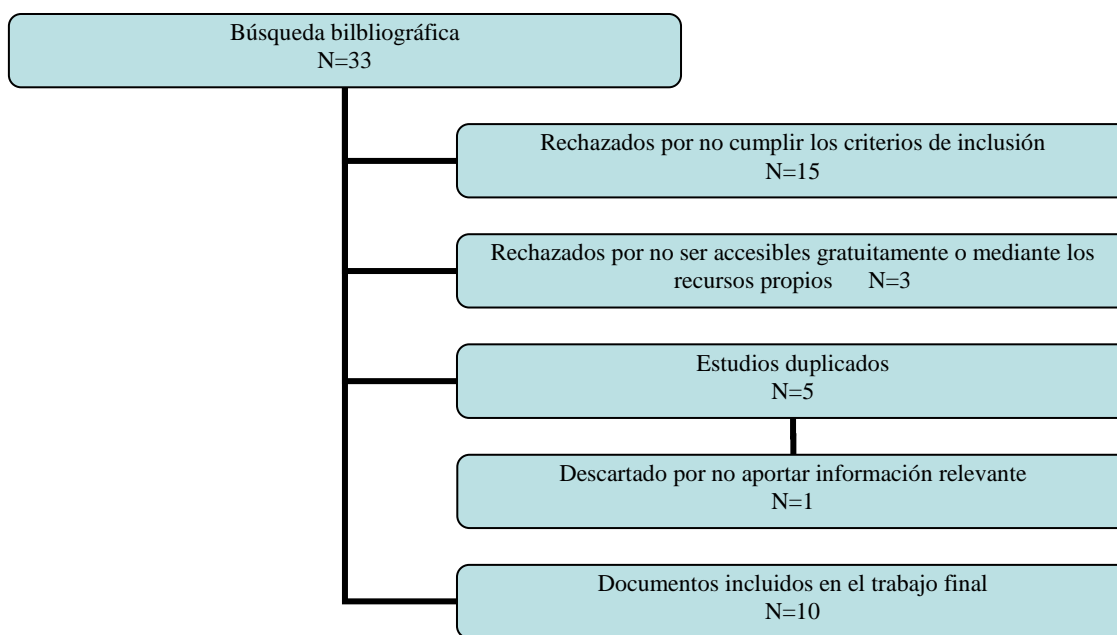 Búsqueda bilbliográfica
N=33
Rechazados por no cumplir los criterios de inclusión
N=15
Rechazados por no ser accesibles gratuitamente o mediante los
recursos propios N=3
Estudios duplicados
N=5
Descartado por no aportar información relevante
N=1
Documentos incluidos en el trabajo final
N=10